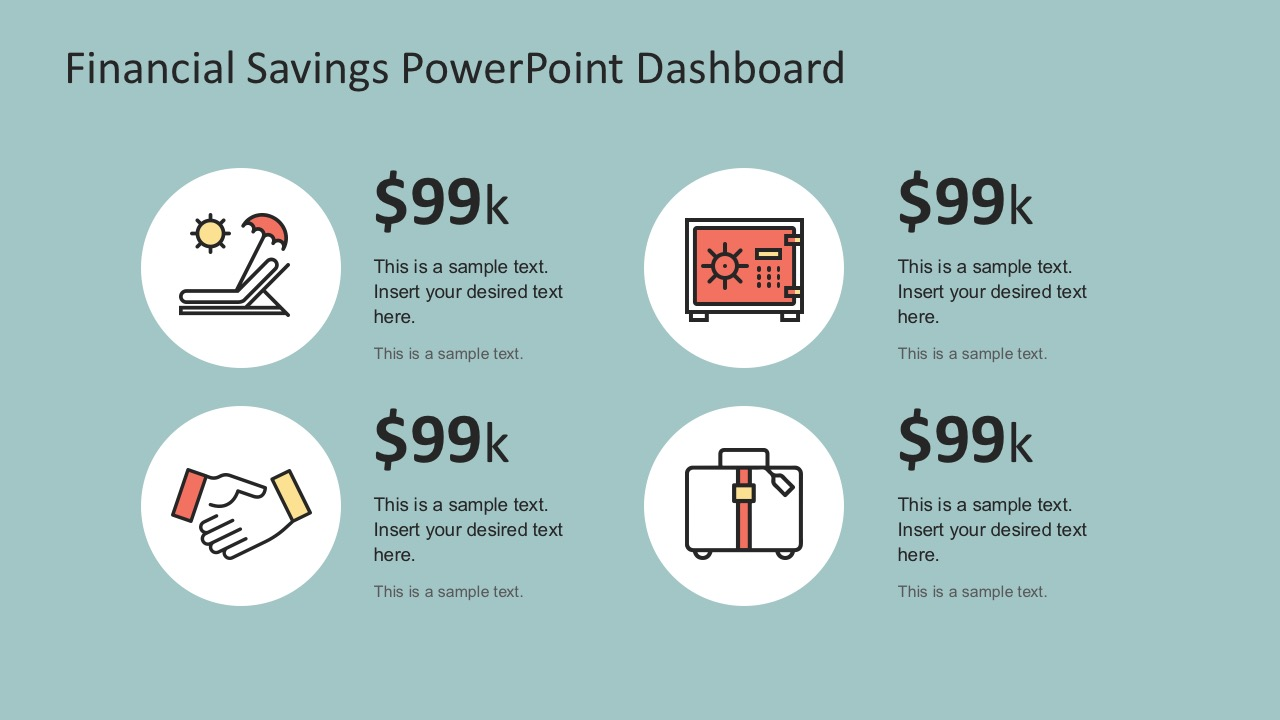 Financial Savings PowerPoint Dashboard
$99k
This is a sample text.
Insert your desired text
here.
This is a sample text.
$99k
This is a sample text.
Insert your desired text
here.
This is a sample text.
$99k
This is a sample text.
Insert your desired text
here.
This is a sample text.
$99k
This is a sample text.
Insert your desired text
here.
This is a sample text.